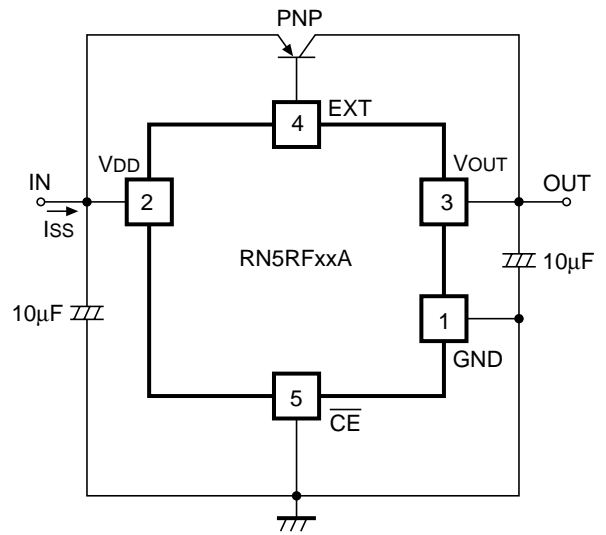 PNP
4
EXT
VDD
VOUT
IN
2
3
OUT
ISS
RN5RFxxA
10μF
10μF
1
GND
5
CE